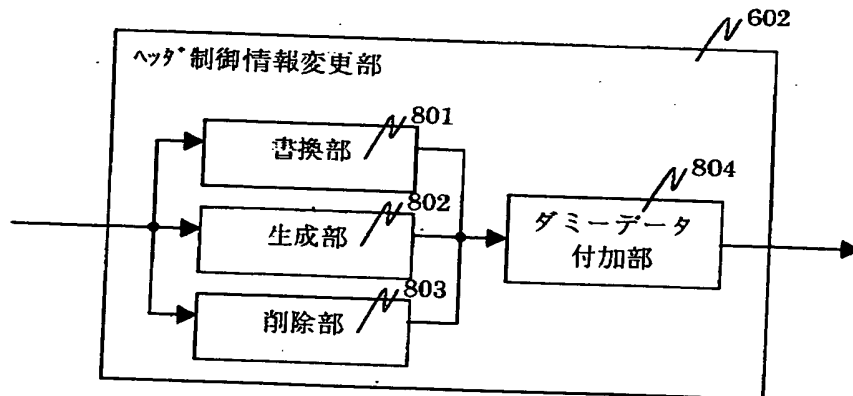 602
ヘッダ制御情報変更部
801
書換部
802
生成部
803
削除部
804
ダミーデータ
付加部